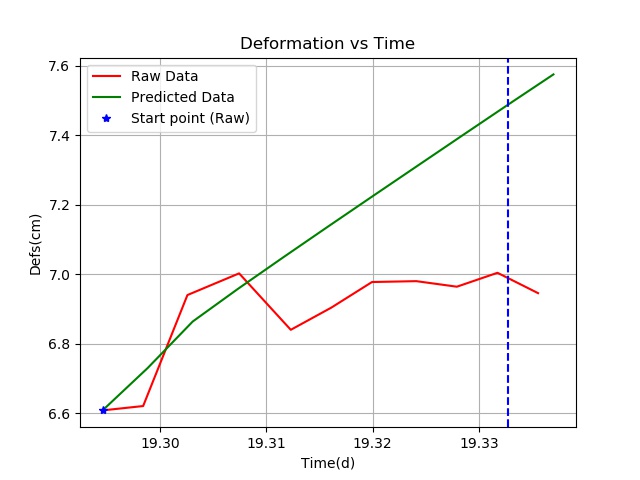 Deformation vs Time
Raw Data
Predicted Data
Start point (Raw)
7.6
7.4
7.2
7.0
6.8
6.6
Defs(cm)
19.30 19.31 19.32 19.33
Time(d)